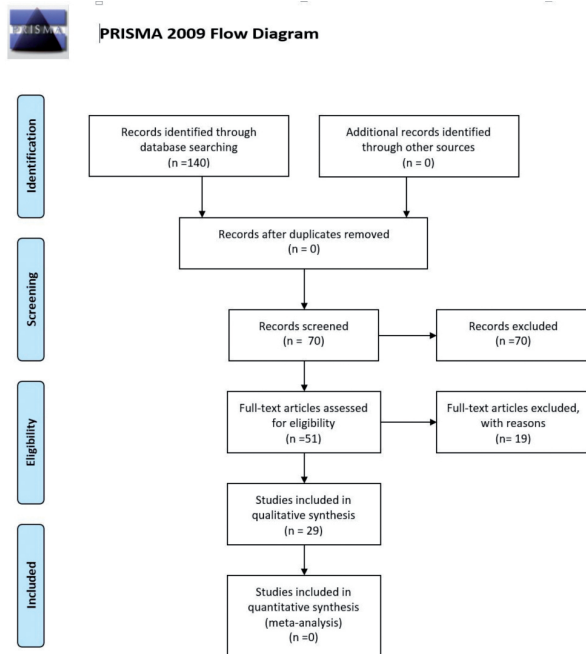 PRISMA
PRISMA 2009 Flow Diagram
Identification
Records identified through
database searching
(n =140)
Additional records identified
through other sources
(n = 0)
Records after duplicates removed
(n = 0)
Screening
Records screened
(n = 70)
Records excluded
(n =70)
Eligibility
Full-text articles assessed
for eligibility
(n =51)
Full-text articles excluded,
with reasons
(n= 19)
Studies included in
qualitative synthesis
(n = 29)
Included
Studies included in
quantitative synthesis
(meta-analysis)
(n =0)